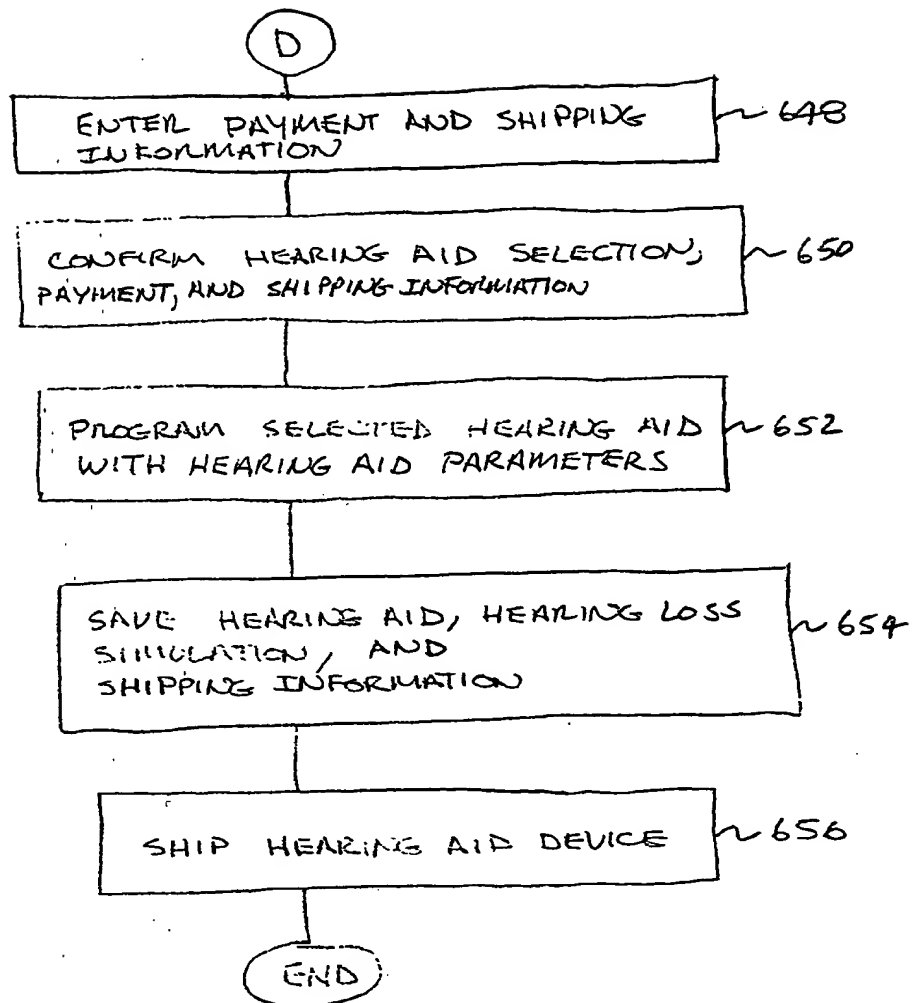 D
ENTER PAYMENT AND SHIPPING
INFORMATION
648
CONFIRM HEARING AID SELECTION,
PAYMENT, AND SHIPPING INFORMATION
650
PROGRAM SELECTED HEARING AID
WITH HEARING AID PARAMETERS
652
SAVE HEARING AID, HEARING LOSS
SIMULATION, AND
SHIPPING INFORMATION
654
SHIP HEARING AID DEVICE
656
END